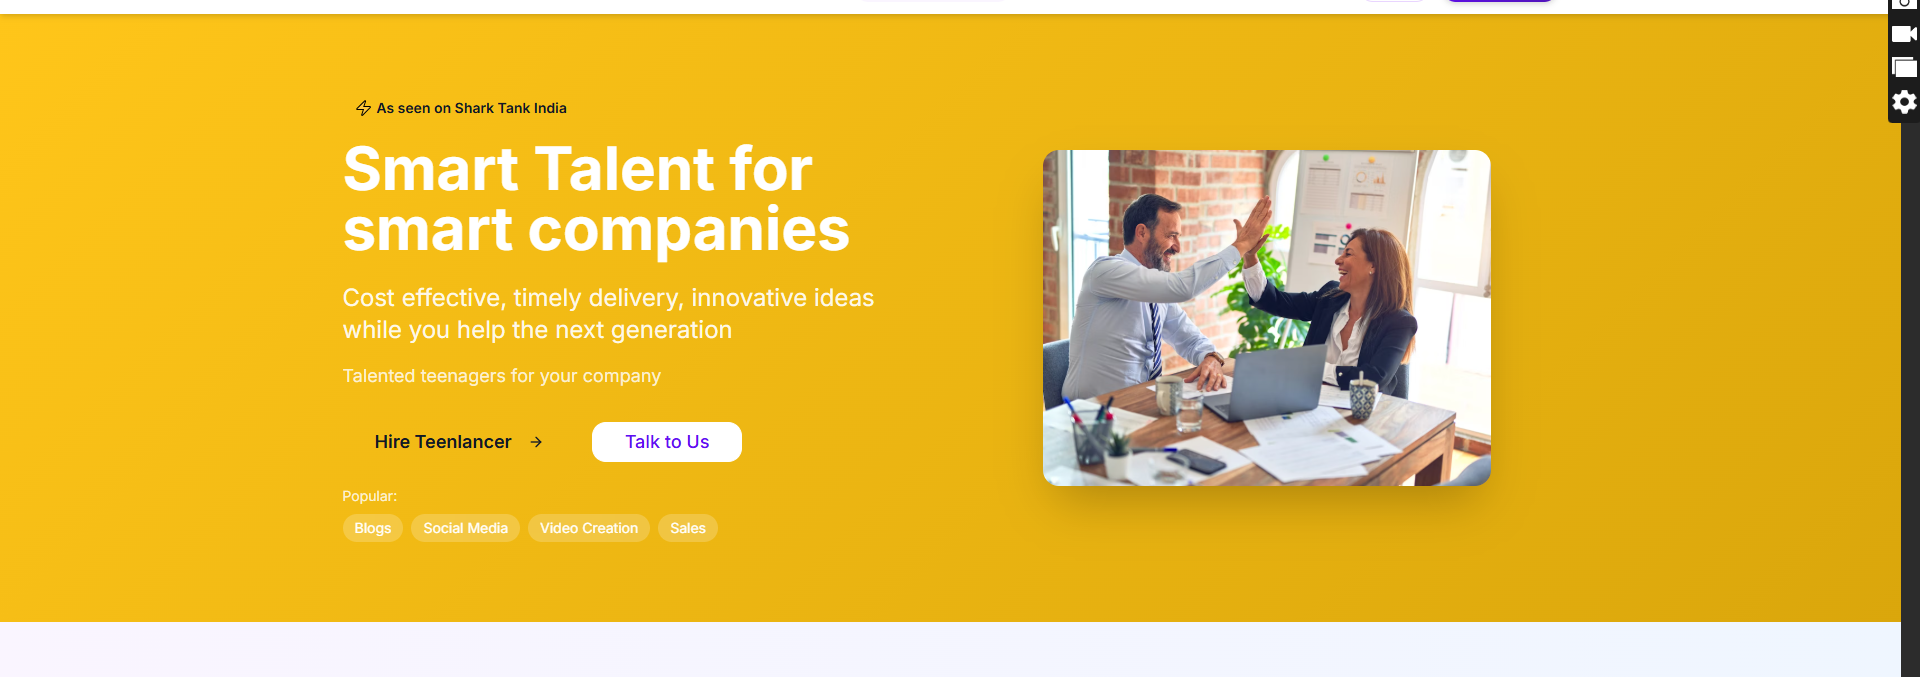 As seen on Shark Tank India
Smart Talent for
smart companies
Cost effective, timely delivery, innovative ideas
while you help the next generation
Talented teenagers for your company
Hire Teenlancer →
Talk to Us
Popular:
Blogs
Social Media
Video Creation
Sales